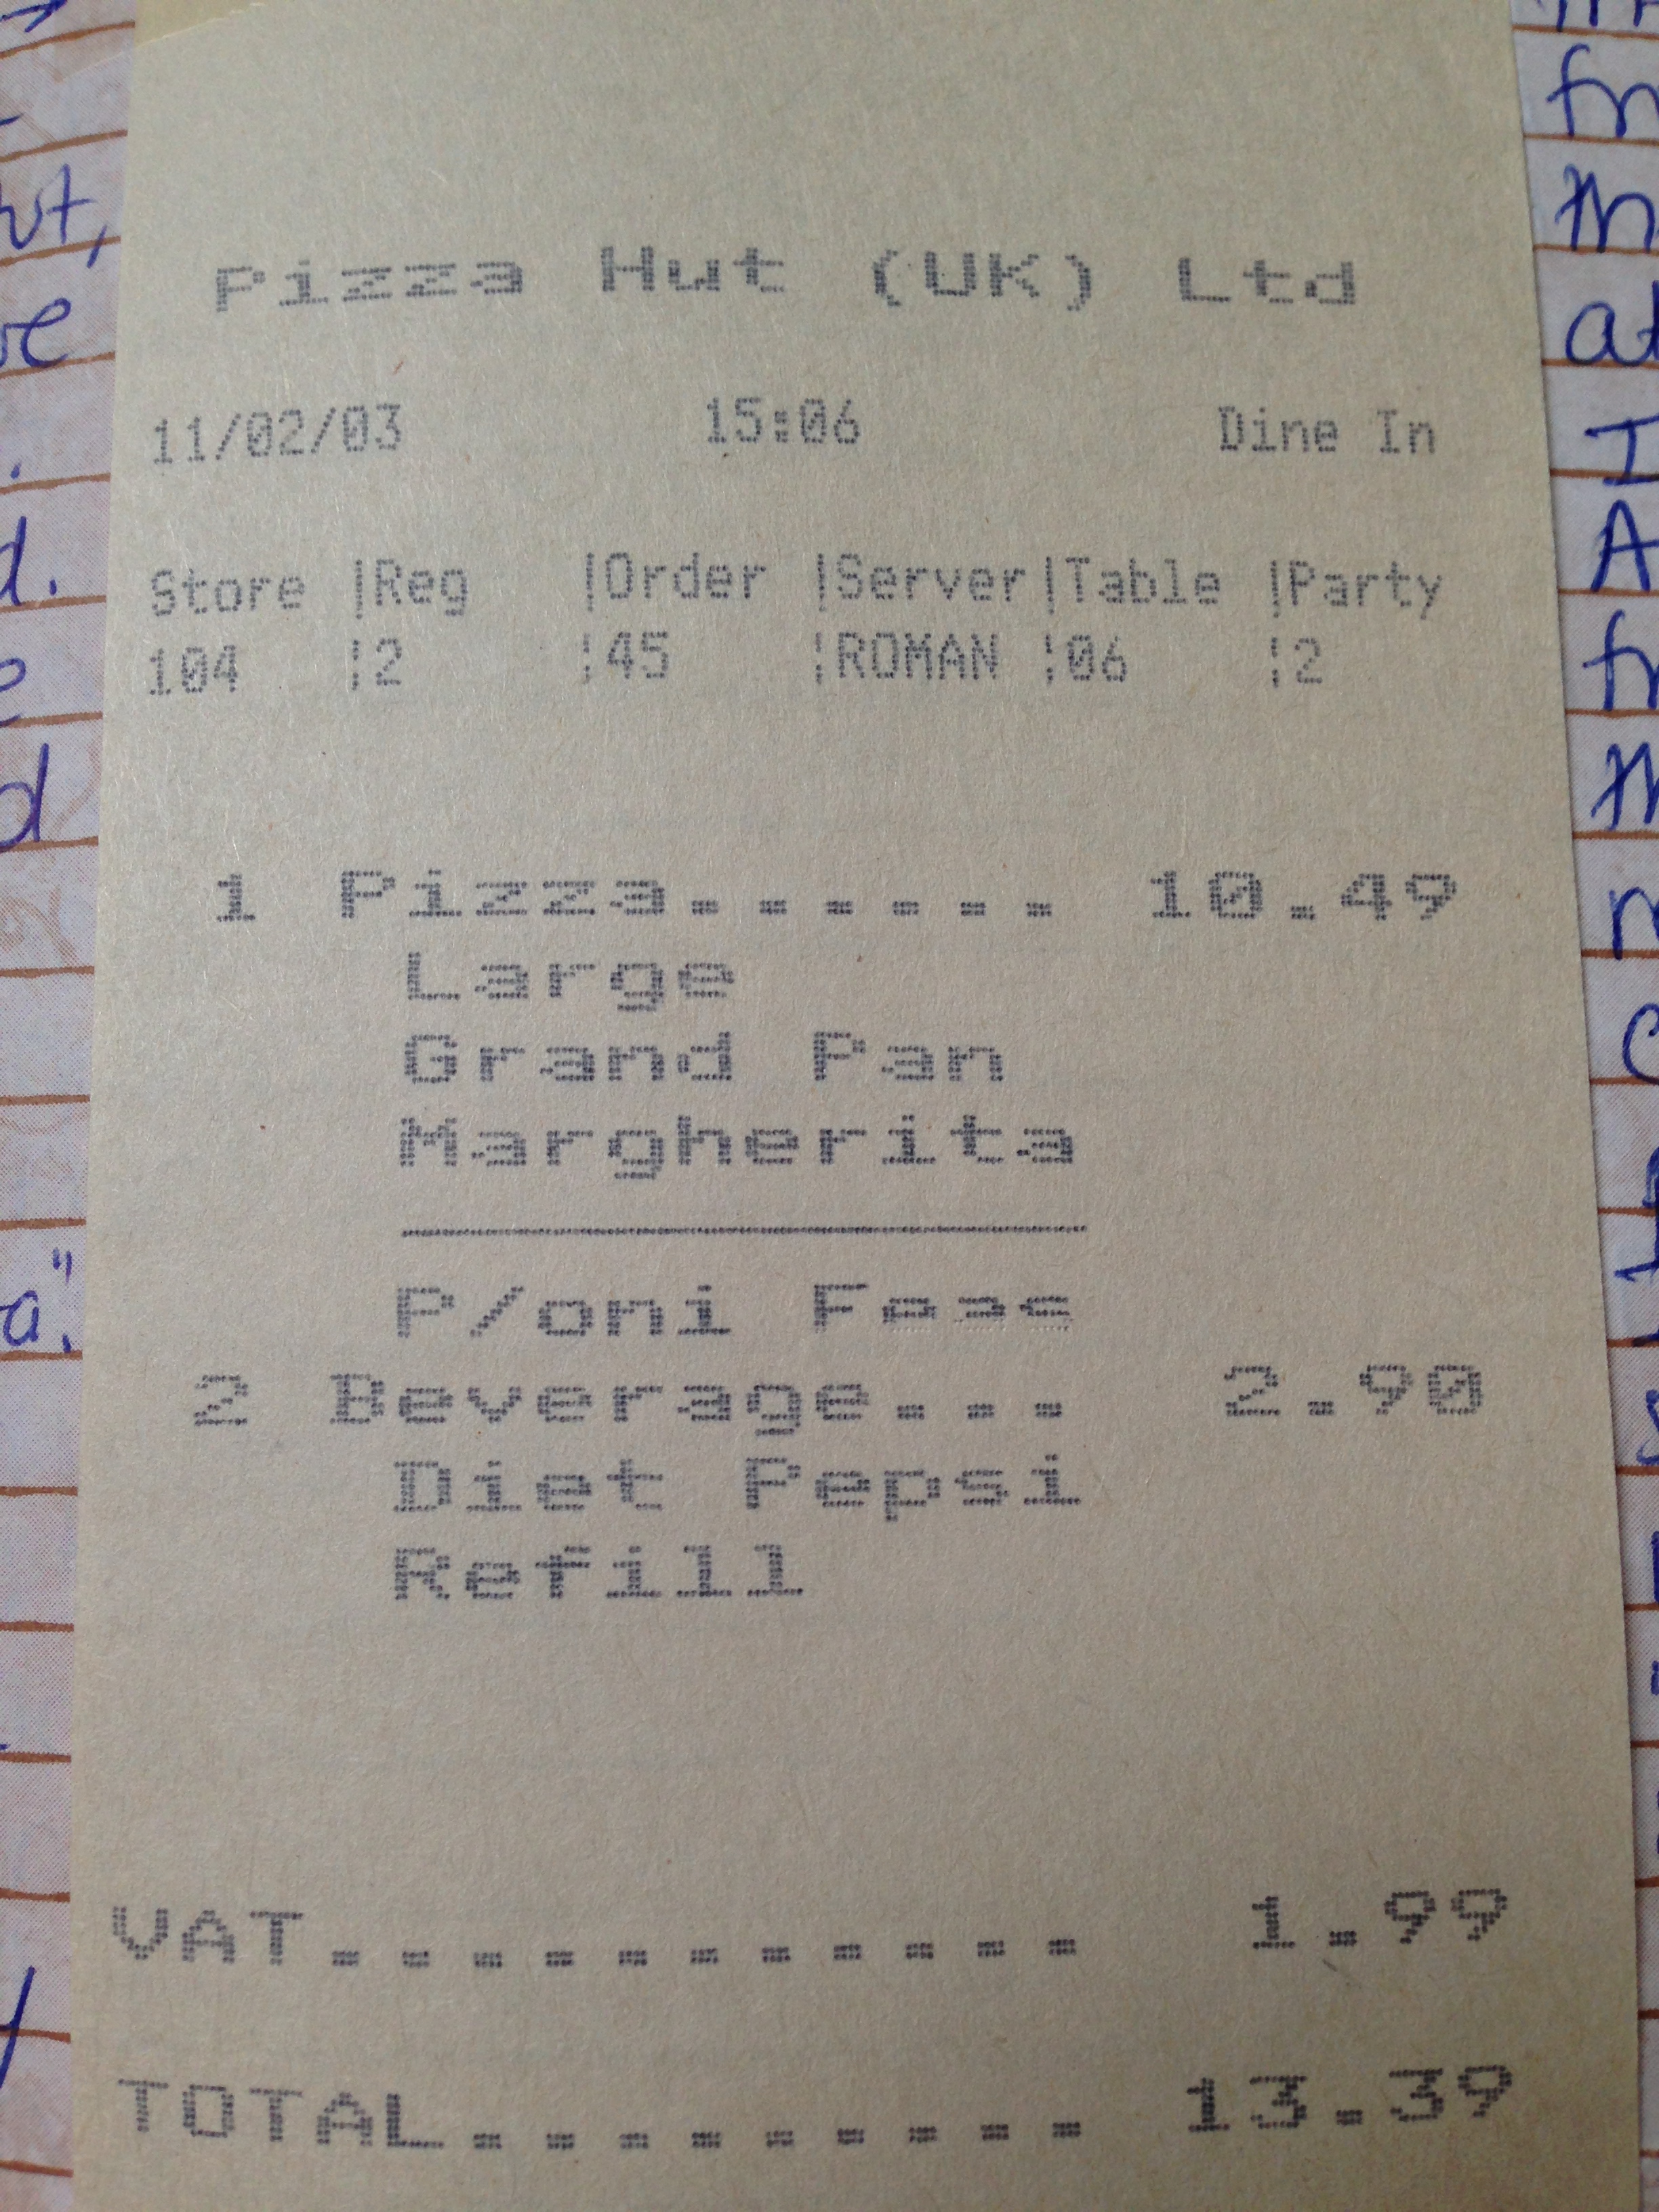 Pizza Hut (UK) Ltd
11/02/03 15:06 Dine In
Store |Reg |Order |Server|Table |Party
104 |2 |45 |ROMAN |06 |2
1 Pizza...... 10.49
Large
Grand Pan
Margherita
P/oni Feas
2 Beverage... 2.90
Diet Pepsi
Refill
VAT........... 1.99
TOTAL......... 13.39